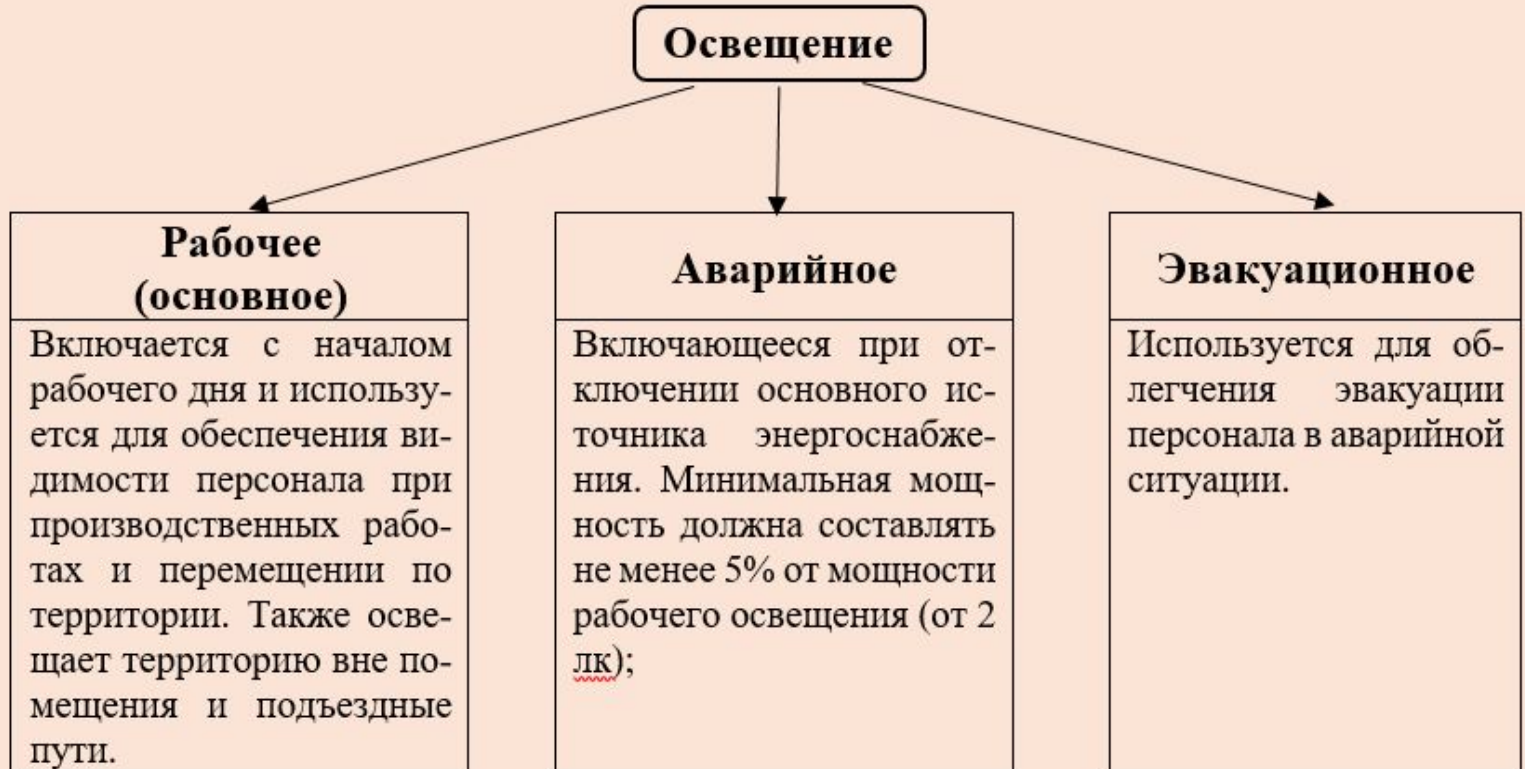 Освещение
Рабочее
(основное)
Включается с началом
рабочего дня и использу-
ется для обеспечения ви-
димости персонала при
производственных рабо-
тах и перемещении по
территории. Также осве-
щает территорию вне по-
мещения и подъездные
пути.
Аварийное
Включающееся при от-
ключении основного ис-
точника энергоснабже-
ния. Минимальная мощ-
ность должна составлять
не менее 5% от мощности
рабочего освещения (от 2
лк);
Эвакуационное
Используется для об-
легчения эвакуации
персонала в аварийной
ситуации.